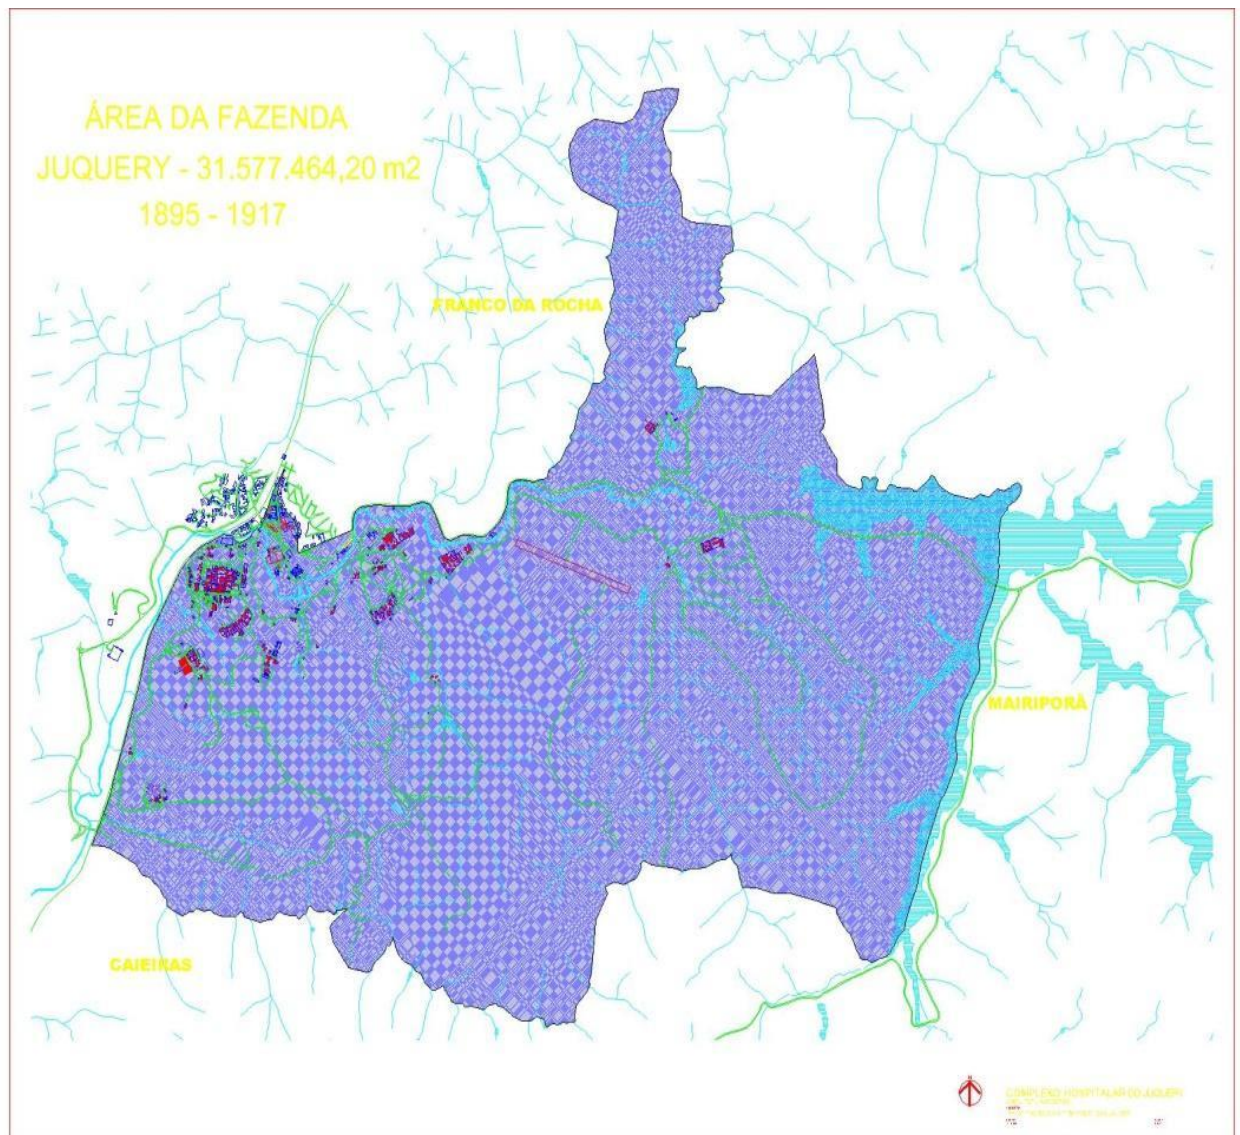 ÁREA DA FAZENDA
JUQUERY - 31.577.464,20 m2
1895 - 1917
FRANCO DA ROCHA
MAIRIPORÃ
CAIEIRAS
COMPLEXO HOSPITALAR DO JUQUERY